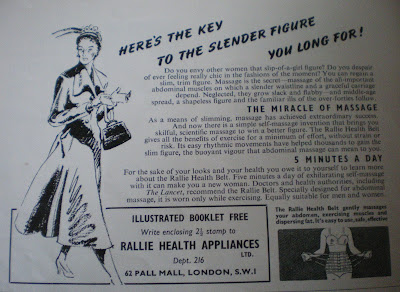 HERE'S THE KEY
TO THE SLENDER FIGURE
YOU LONG FOR!
Do you envy other women that slip-of-a-girl figure? Do you despair
of ever feeling really chic in the fashions of the moment? You can regain a
slim, trim figure. Massage is the secret—massage of the all-important
abdominal muscles on which a slender waistline and a graceful carriage
depend. Neglected, they grow slack and flabby—and middle-age
spread, a shapeless figure and the familiar ills of the over-forties follow.
THE MIRACLE OF MASSAGE
As a means of slimming, massage has achieved extraordinary success.
And now there is a simple self-massage invention that brings you
skilful, scientific massage to win a better figure. The Rallie Health Belt
gives all the benefits of exercise for a minimum of effort, without strain or
risk. Its easy rhythmic movements have helped thousands to gain the
slim figure, the buoyant vigour that abdominal massage can mean to you.
5 MINUTES A DAY
For the sake of your looks and your health you owe it to yourself to learn more
about the Rallie Health Belt. Five minutes a day of exhilarating self-massage
with it can make you a new woman. Doctors and health authorities, including
The Lancet, recommend the Rallie Belt. Specially designed for abdominal
massage, it is worn only while exercising. Equally suitable for men and women.
ILLUSTRATED BOOKLET FREE
Write enclosing 2½ stamp to
RALLIE HEALTH APPLIANCES
LTD.
Dept. 216
62 PALL MALL, LONDON, S.W.1
The Rallie Health Belt gently massages
your abdomen, exercising muscles and
dispersing fat. It's easy to use, safe, effective